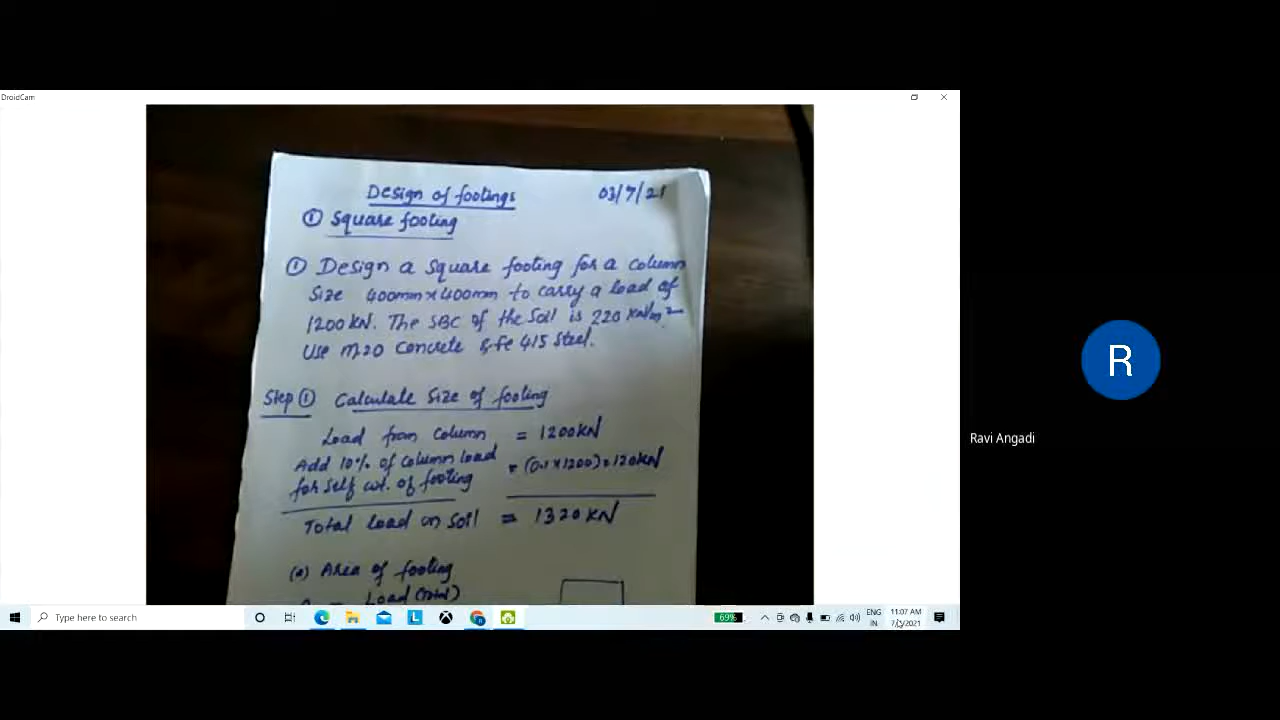 DroidCam
Design of footings 03/7/21
① Square footing
① Design a square footing for a column
Size 400mm×400mm to carry a load of
1200 kN. The SBC of the soil is 220 kN/m²
Use M20 Concrete & Fe 415 Steel.
Step ① Calculate Size of footing
Load from Column = 1200 kN
Add 10% of column load = (0.1×1200) = 120kN
for self wt. of footing
Total load on soil = 1320 kN
(a) Area of footing
Load (Total)
R
Ravi Angadi
Type here to search
L
69%
ENG
IN
11:07 AM